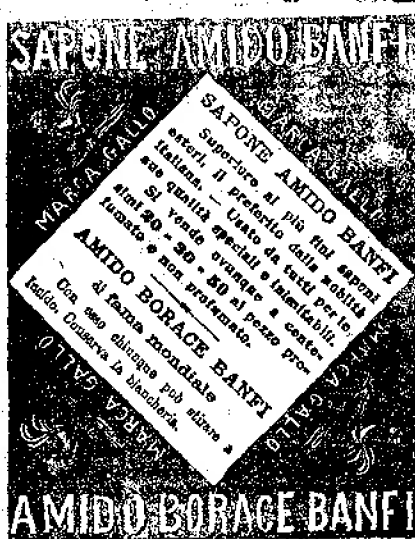 SAPONE AMIDO BANFI
MARCA GALLO
MARCA GALLO
SAPONE AMIDO BANFI
Superiore ai più fini saponi
esteri, il preferito dalla nobiltà
italiana. — Usato da tutti per le
sue qualità speciali e inimitabili.
Si vende ovunque a cente-
simi 20 - 30 - 50 al pezzo pro-
fumato e non profumato.
AMIDO BORACE BANFI
di fama mondiale
Con esso chiunque può stirare a
lucido. Conserva la biancheria.
MARCA GALLO
MARCA GALLO
AMIDO BORACE BANFI